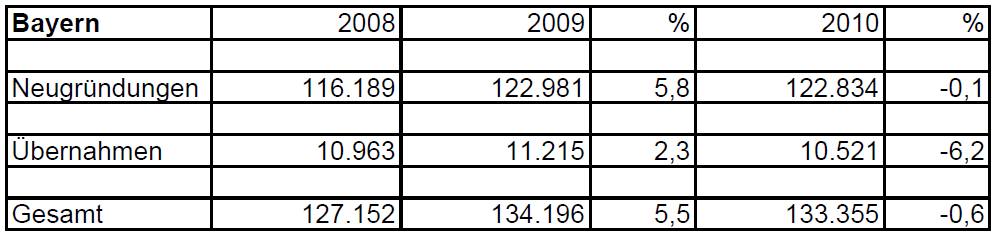 Bayern 2008 2009 % 2010 %
Neugründungen 116.189 122.981 5,8 122.834 -0,1
Übernahmen 10.963 11.215 2,3 10.521 -6,2
Gesamt 127.152 134.196 5,5 133.355 -0,6